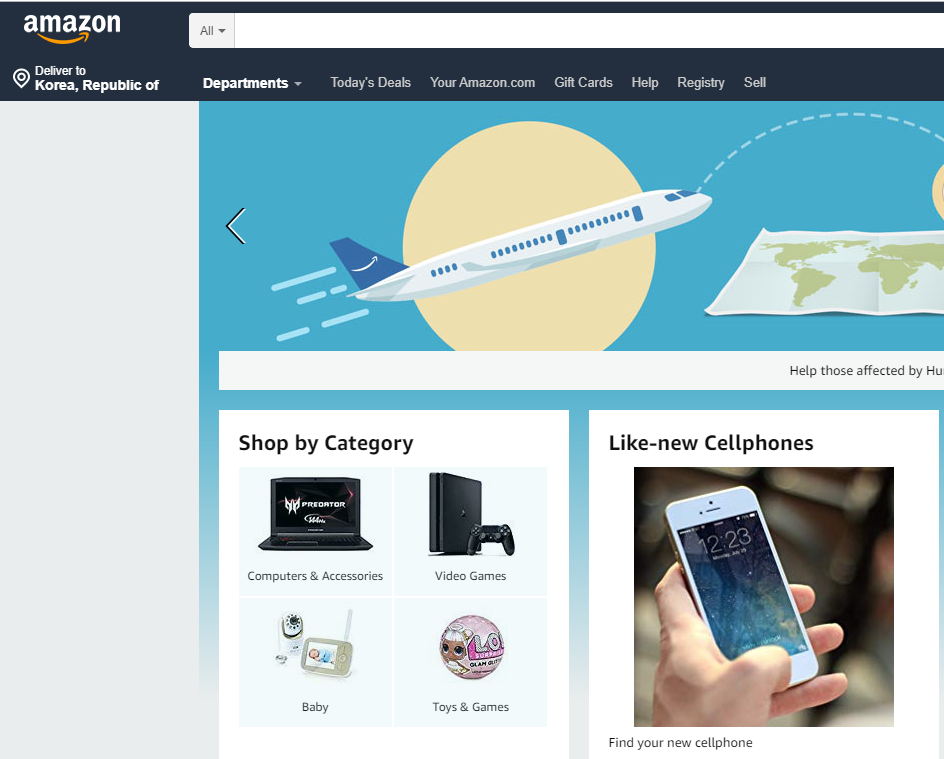 amazon
All
Deliver to
Korea, Republic of
Departments
Today's Deals
Your Amazon.com
Gift Cards
Help
Registry
Sell
Help those affected by Hu
Shop by Category
Like-new Cellphones
PREDATOR
12:23
Computers & Accessories
Video Games
L.O.L.
SURPRISE
Baby
Toys & Games
Find your new cellphone